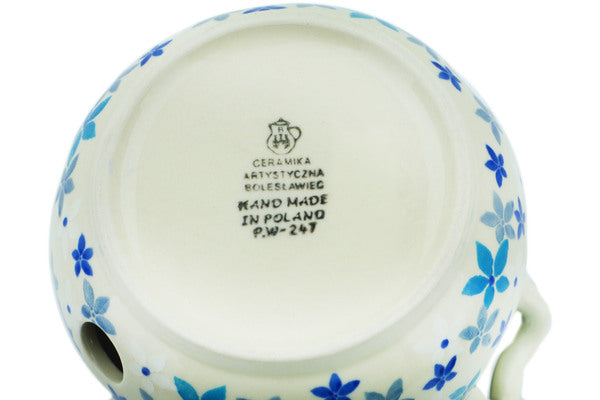 CERAMIKA
ARTYSTYCZNA
BOLESŁAWIEC
HAND MADE
IN POLAND
P.W-247